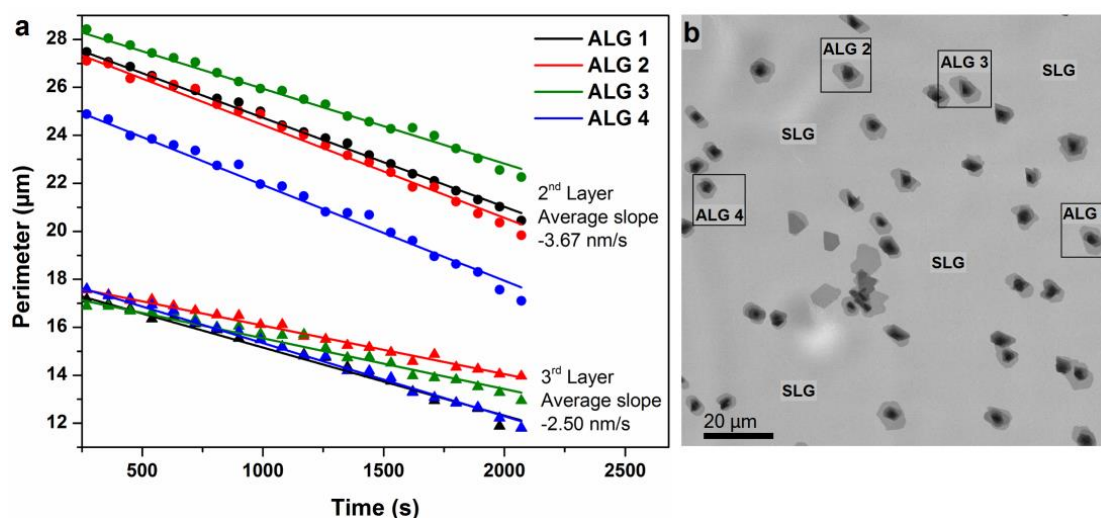 a
Perimeter (µm)
28
26
24
22
20
18
16
14
12
ALG 1
ALG 2
ALG 3
ALG 4
2nd Layer
Average slope
-3.67 nm/s
3rd Layer
Average slope
-2.50 nm/s
500
1000
1500
2000
2500
Time (s)
b
ALG 2
ALG 3
SLG
SLG
ALG 4
ALG
SLG
SLG
20 µm